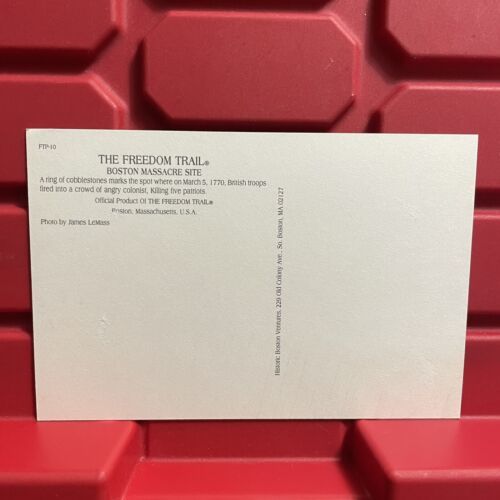 FTP-10
THE FREEDOM TRAIL®
BOSTON MASSACRE SITE
A ring of cobblestones marks the spot where on March 5, 1770, British troops
fired into a crowd of angry colonist, Killing five patriots.
Official Product Of THE FREEDOM TRAIL®
Boston, Massachusetts, U.S.A.
Photo by James LeMass
Historic Boston Ventures, 229 Old Colony Ave., So. Boston, MA 02127